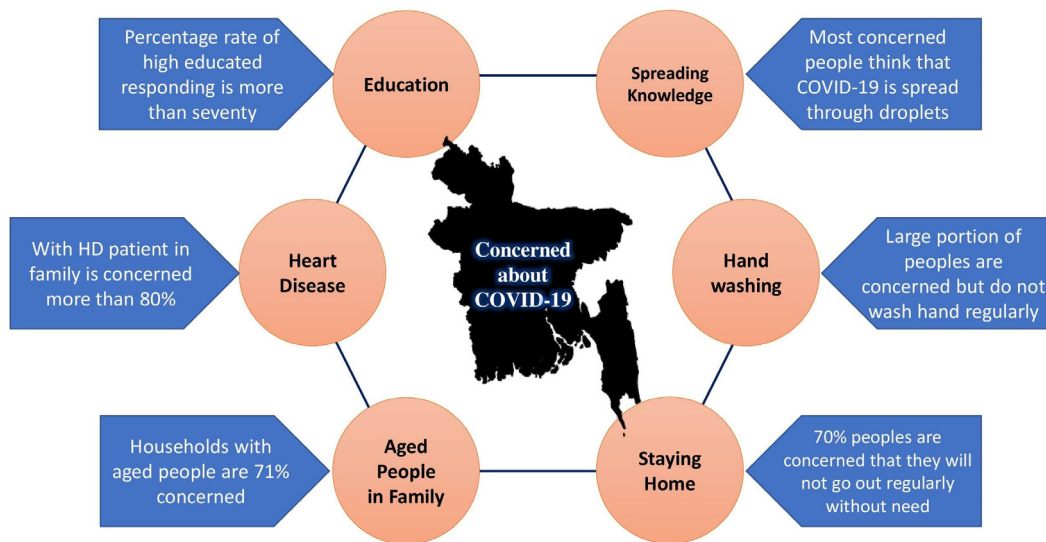 Percentage rate of
high educated
responding is more
than seventy
Education
Spreading
Knowledge
Most concerned
people think that
COVID-19 is spread
through droplets
With HD patient in
family is concerned
more than 80%
Heart
Disease
Concerned
about
COVID-19
Hand
washing
Large portion of
peoples are
concerned but do not
wash hand regularly
Households with
aged people are 71%
concerned
Aged
People
in Family
Staying
Home
70% peoples are
concerned that they will
not go out regularly
without need